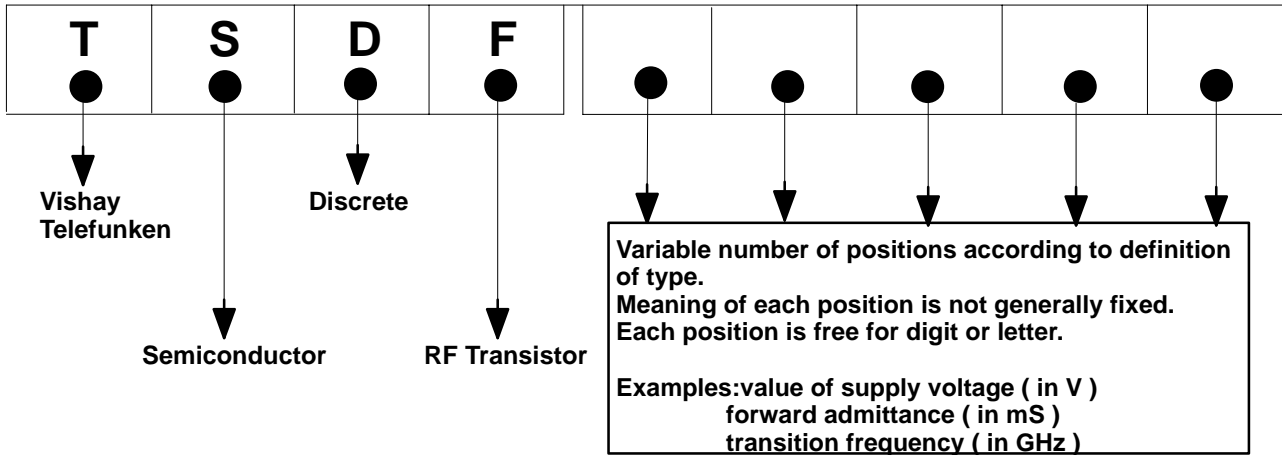 T S D F
Vishay
Telefunken
Discrete
Semiconductor
RF Transistor
Variable number of positions according to definition
of type.
Meaning of each position is not generally fixed.
Each position is free for digit or letter.
Examples:value of supply voltage ( in V )
forward admittance ( in mS )
transition frequency ( in GHz )